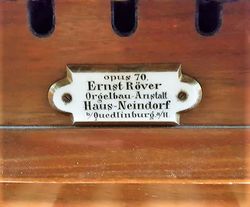 opus 70.
Ernst Röver
Orgelbau-Anstalt
Haus-Neindorf
b/Quedlinburg a/H